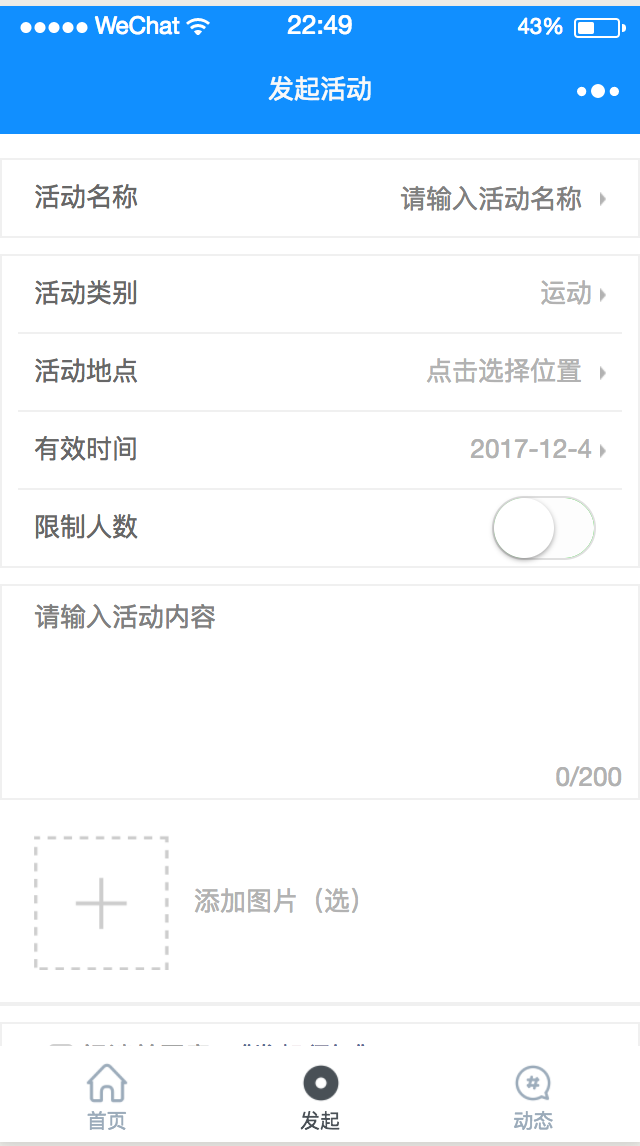 WeChat 22:49 43%
发起活动
活动名称 请输入活动名称
活动类别 运动
活动地点 点击选择位置
有效时间 2017-12-4
限制人数
请输入活动内容
0/200
添加图片（选）
首页 发起 动态